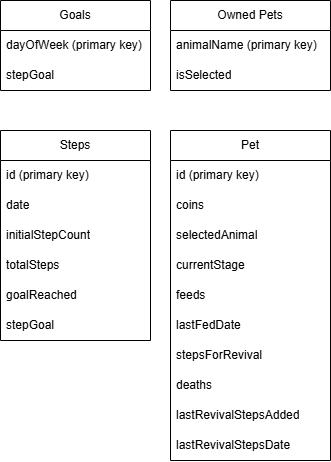 Goals
dayOfWeek (primary key)
stepGoal
Owned Pets
animalName (primary key)
isSelected
Steps
id (primary key)
date
initialStepCount
totalSteps
goalReached
stepGoal
Pet
id (primary key)
coins
selectedAnimal
currentStage
feeds
lastFedDate
stepsForRevival
deaths
lastRevivalStepsAdded
lastRevivalStepsDate